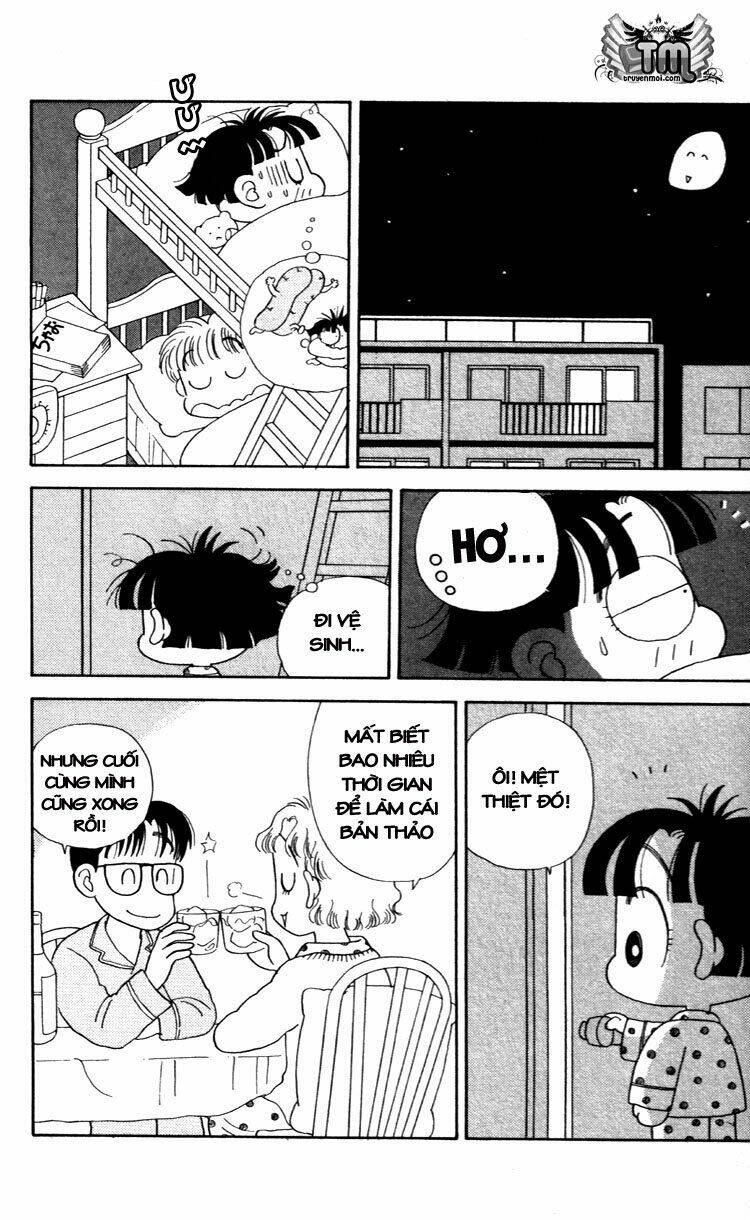 TM
truyenmoi.com
Ư Ư...
HƠ...
ĐI VỆ
SINH...
ÔI! MỆT
THIỆT ĐÓ!
MẤT BIẾT
BAO NHIÊU
THỜI GIAN
ĐỂ LÀM CÁI
BẢN THẢO
NHƯNG CUỐI
CÙNG MÌNH
CŨNG XONG
RỒI!